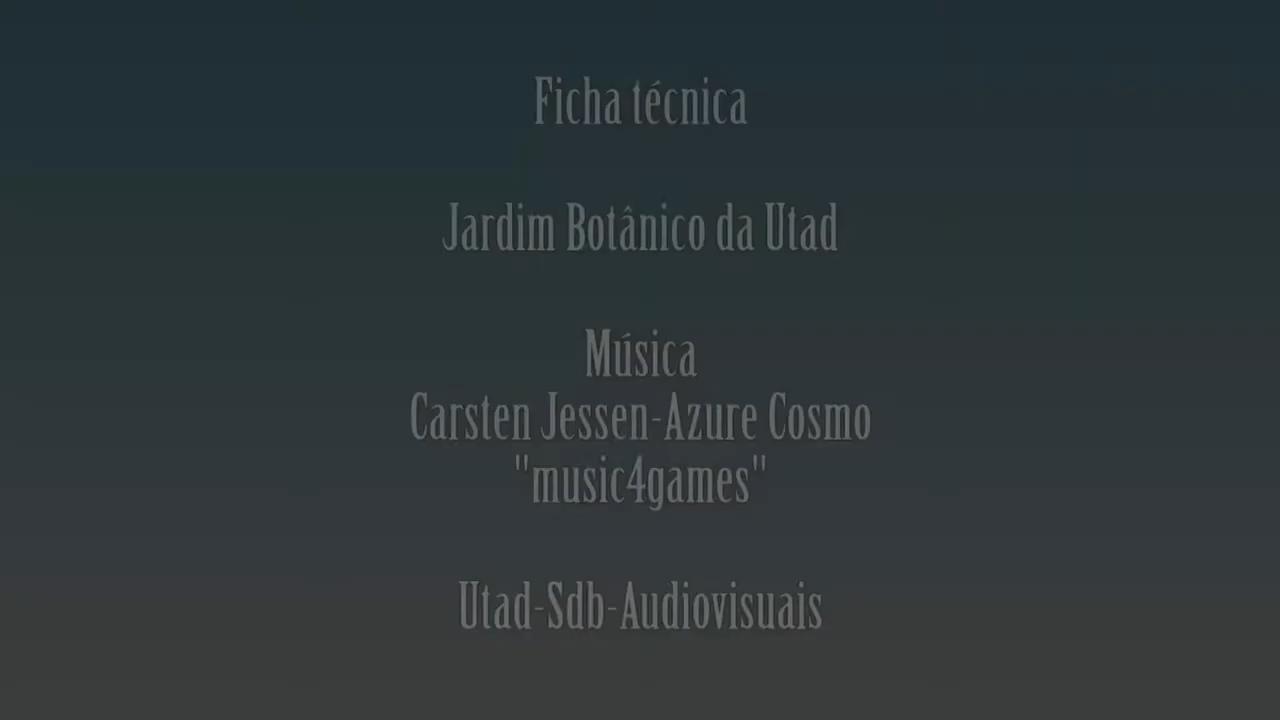 Ficha técnica
Jardim Botânico da Utad
Música
Carsten Jessen-Azure Cosmo
"music4games"
Utad-Sdb-Audiovisuais